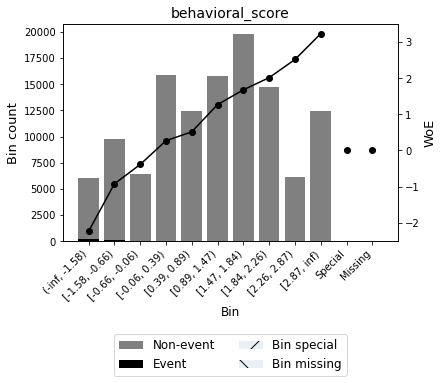 behavioral_score
20000
17500
15000
12500
10000
7500
5000
2500
0
Bin count
3
2
1
0
−1
−2
WoE
(-inf, -1.58)
[-1.58, -0.66)
[-0.66, -0.06)
[-0.06, 0.39)
[0.39, 0.89)
[0.89, 1.47)
[1.47, 1.84)
[1.84, 2.26)
[2.26, 2.87)
[2.87, inf)
Special
Missing
Bin
Non-event
Event
Bin special
Bin missing